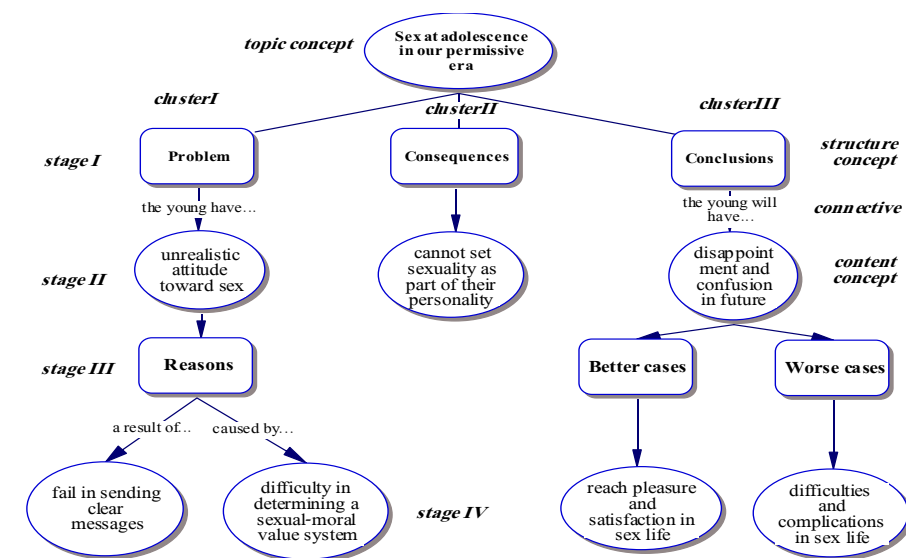 topic concept
Sex at adolescence
in our permissive
era
clusterI
clusterII
clusterIII
stage I
Problem
Consequences
Conclusions
structure
concept
the young have...
the young will
have...
connective
stage II
unrealistic
attitude
toward sex
cannot set
sexuality as
part of their
personality
disappoint
ment and
confusion
in future
content
concept
stage III
Reasons
Better cases
Worse cases
a result of...
caused by...
fail in sending
clear
messages
difficulty in
determining a
sexual-moral
value system
stage IV
reach pleasure
and
satisfaction in
sex life
difficulties
and
complications
in sex life